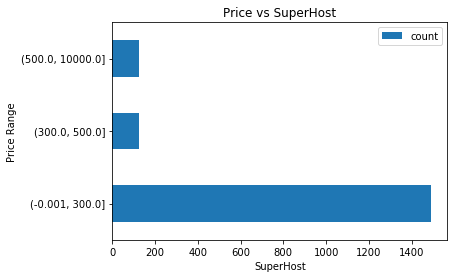 Price vs SuperHost
count
Price Range
(500.0, 10000.0]
(300.0, 500.0]
(-0.001, 300.0]
0 200 400 600 800 1000 1200 1400
SuperHost